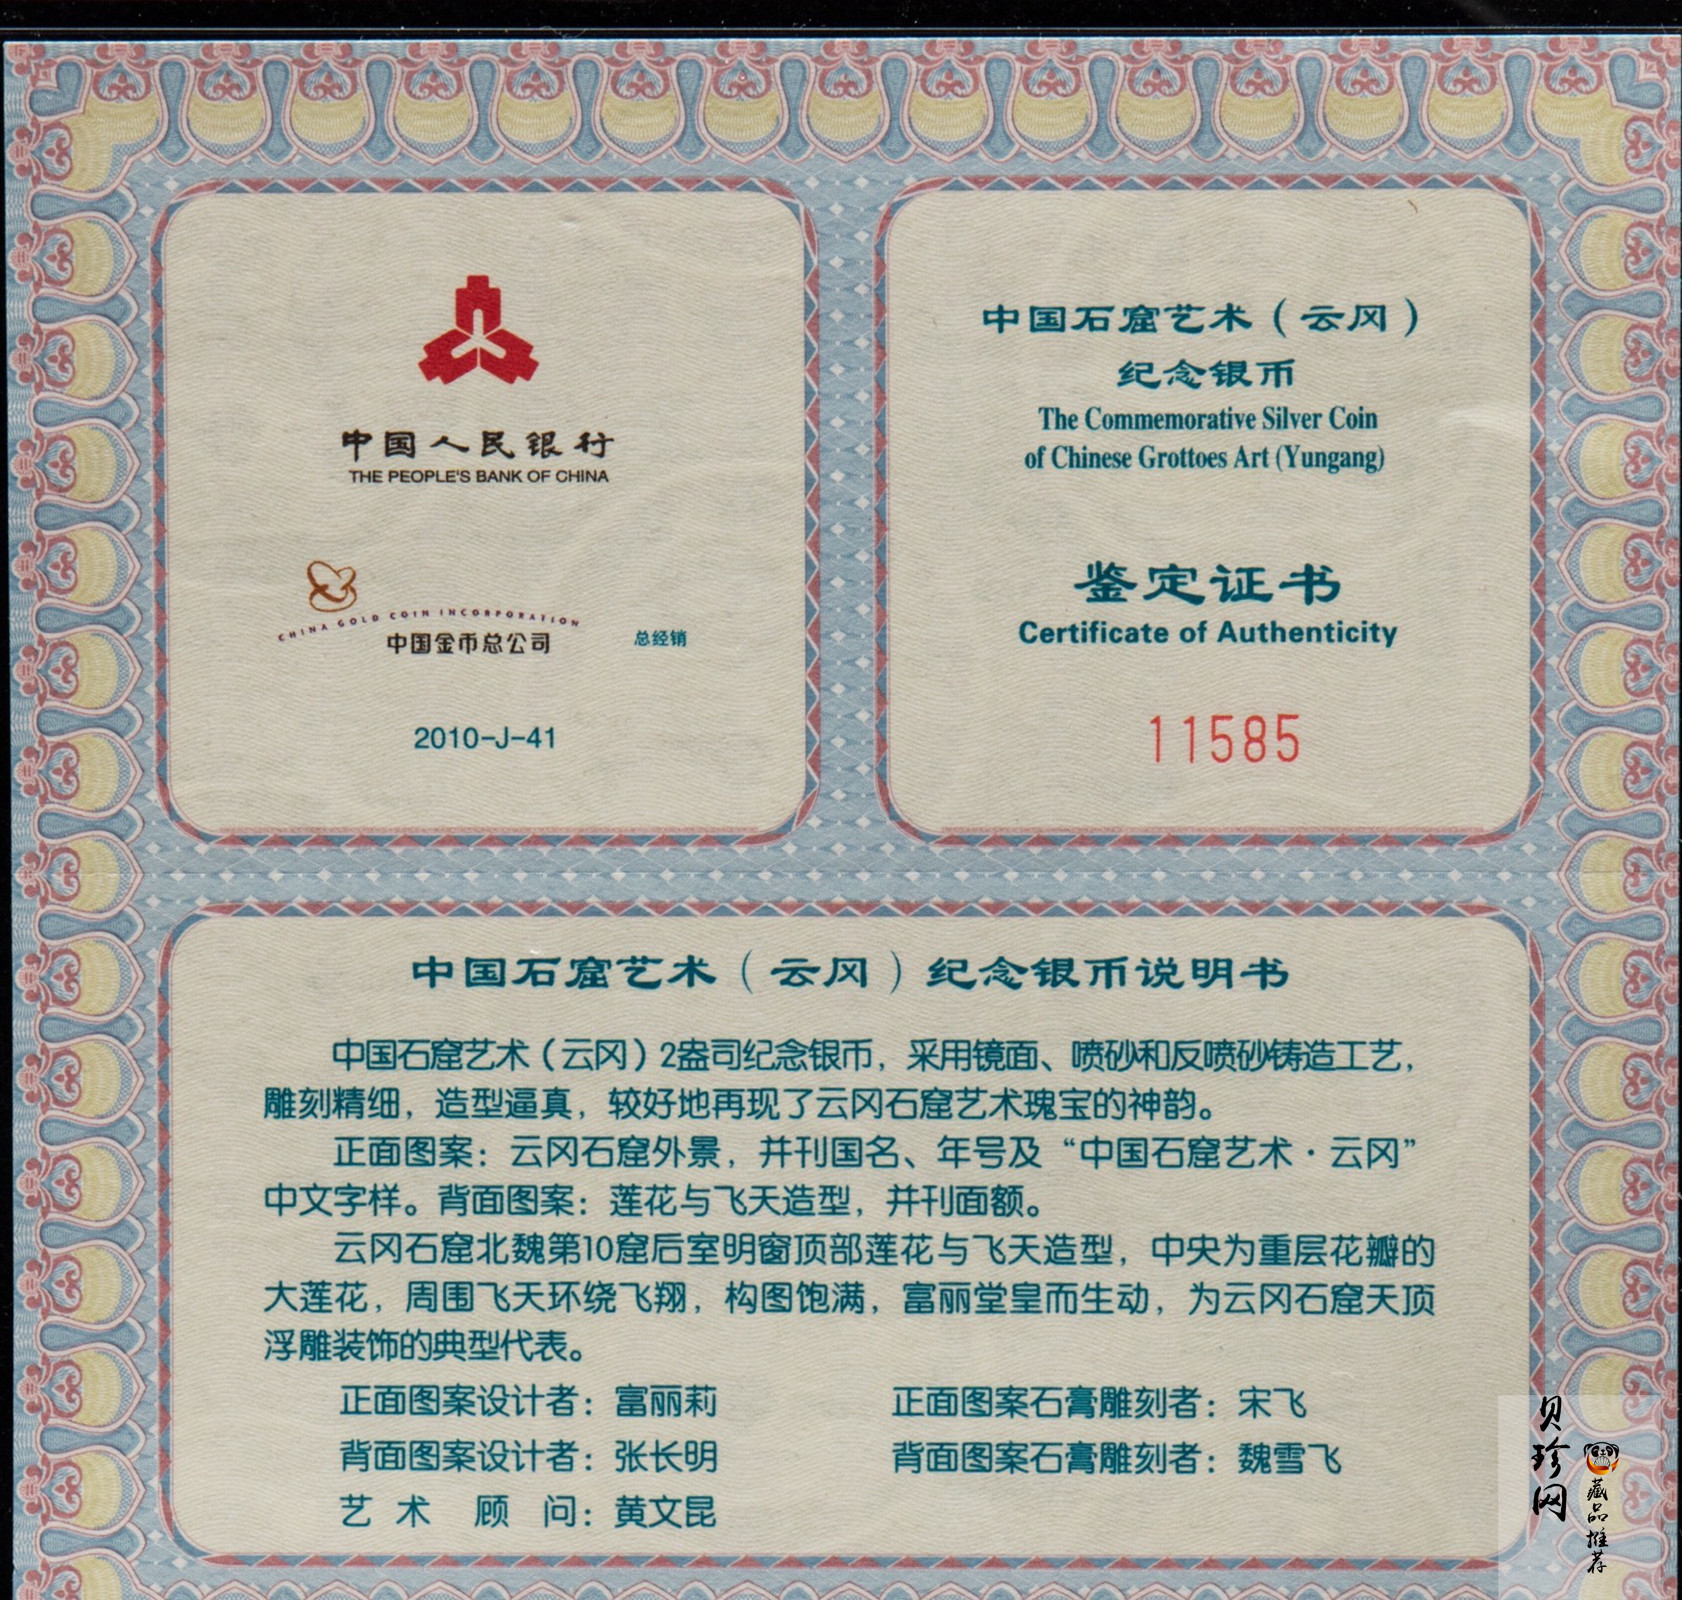 中国人民银行
THE PEOPLE'S BANK OF CHINA
CHINA GOLD COIN INCORPORATION
中国金币总公司
总经销
2010-J-41
中国石窟艺术（云冈）
纪念银币
The Commemorative Silver Coin
of Chinese Grottoes Art (Yungang)
鉴定证书
Certificate of Authenticity
11585
中国石窟艺术（云冈）纪念银币说明书
中国石窟艺术（云冈）2盎司纪念银币，采用镜面、喷砂和反喷砂铸造工艺，
雕刻精细，造型逼真，较好地再现了云冈石窟艺术瑰宝的神韵。
正面图案：云冈石窟外景，并刊国名、年号及“中国石窟艺术·云冈”
中文字样。背面图案：莲花与飞天造型，并刊面额。
云冈石窟北魏第10窟后室明窗顶部莲花与飞天造型，中央为重层花瓣的
大莲花，周围飞天环绕飞翔，构图饱满，富丽堂皇而生动，为云冈石窟天顶
浮雕装饰的典型代表。
正面图案设计者：富丽莉
正面图案石膏雕刻者：宋飞
背面图案设计者：张长明
背面图案石膏雕刻者：魏雪飞
艺术顾问：黄文昆
贝珍网
藏品推荐